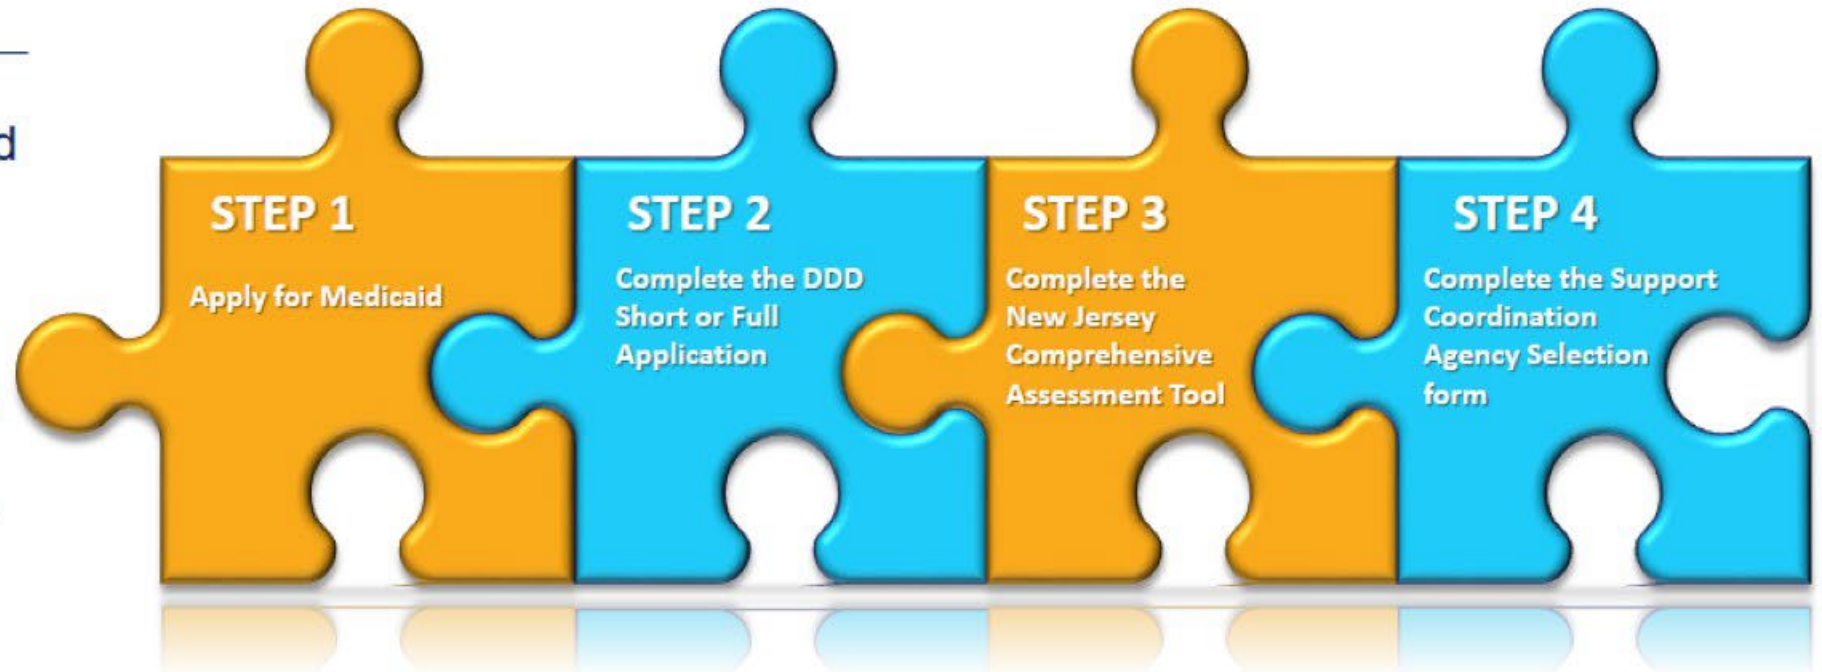 d
STEP 1
Apply for Medicaid
STEP 2
Complete the DDD
Short or Full
Application
STEP 3
Complete the
New Jersey
Comprehensive
Assessment Tool
STEP 4
Complete the Support
Coordination
Agency Selection
form